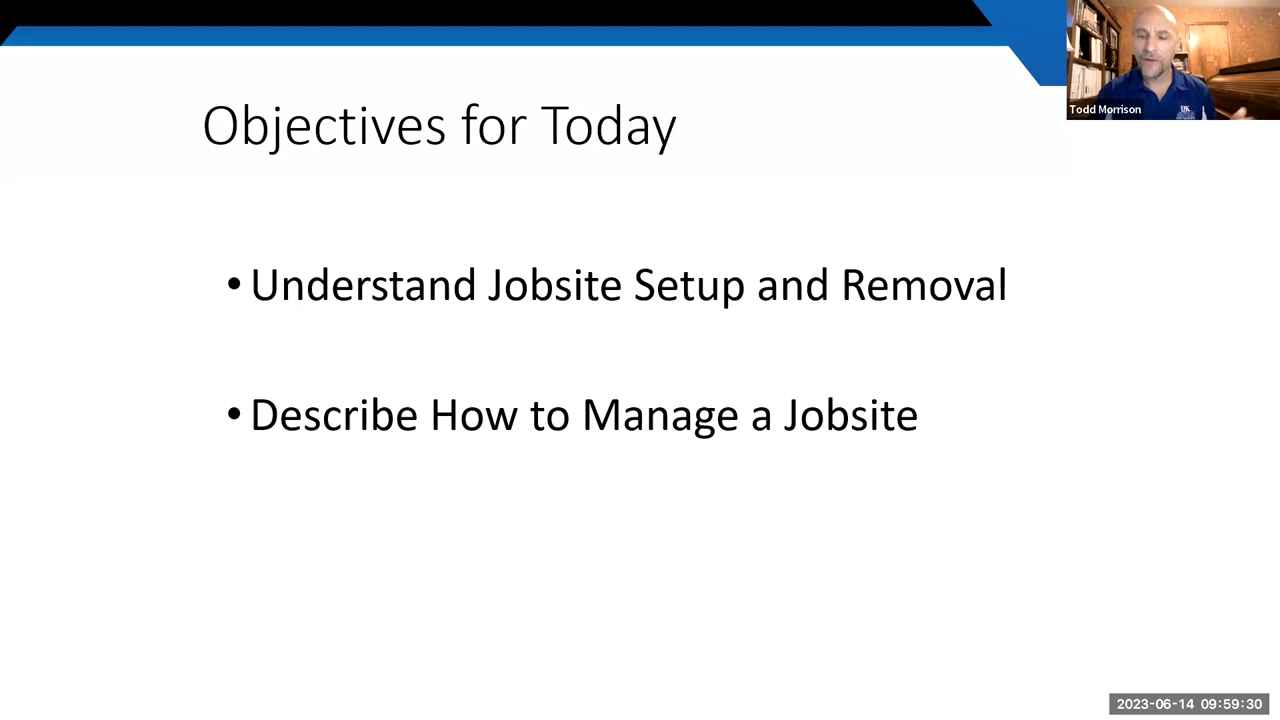 Objectives for Today
• Understand Jobsite Setup and Removal
• Describe How to Manage a Jobsite
Todd Morrison
UK
2023-06-14 09:59:30